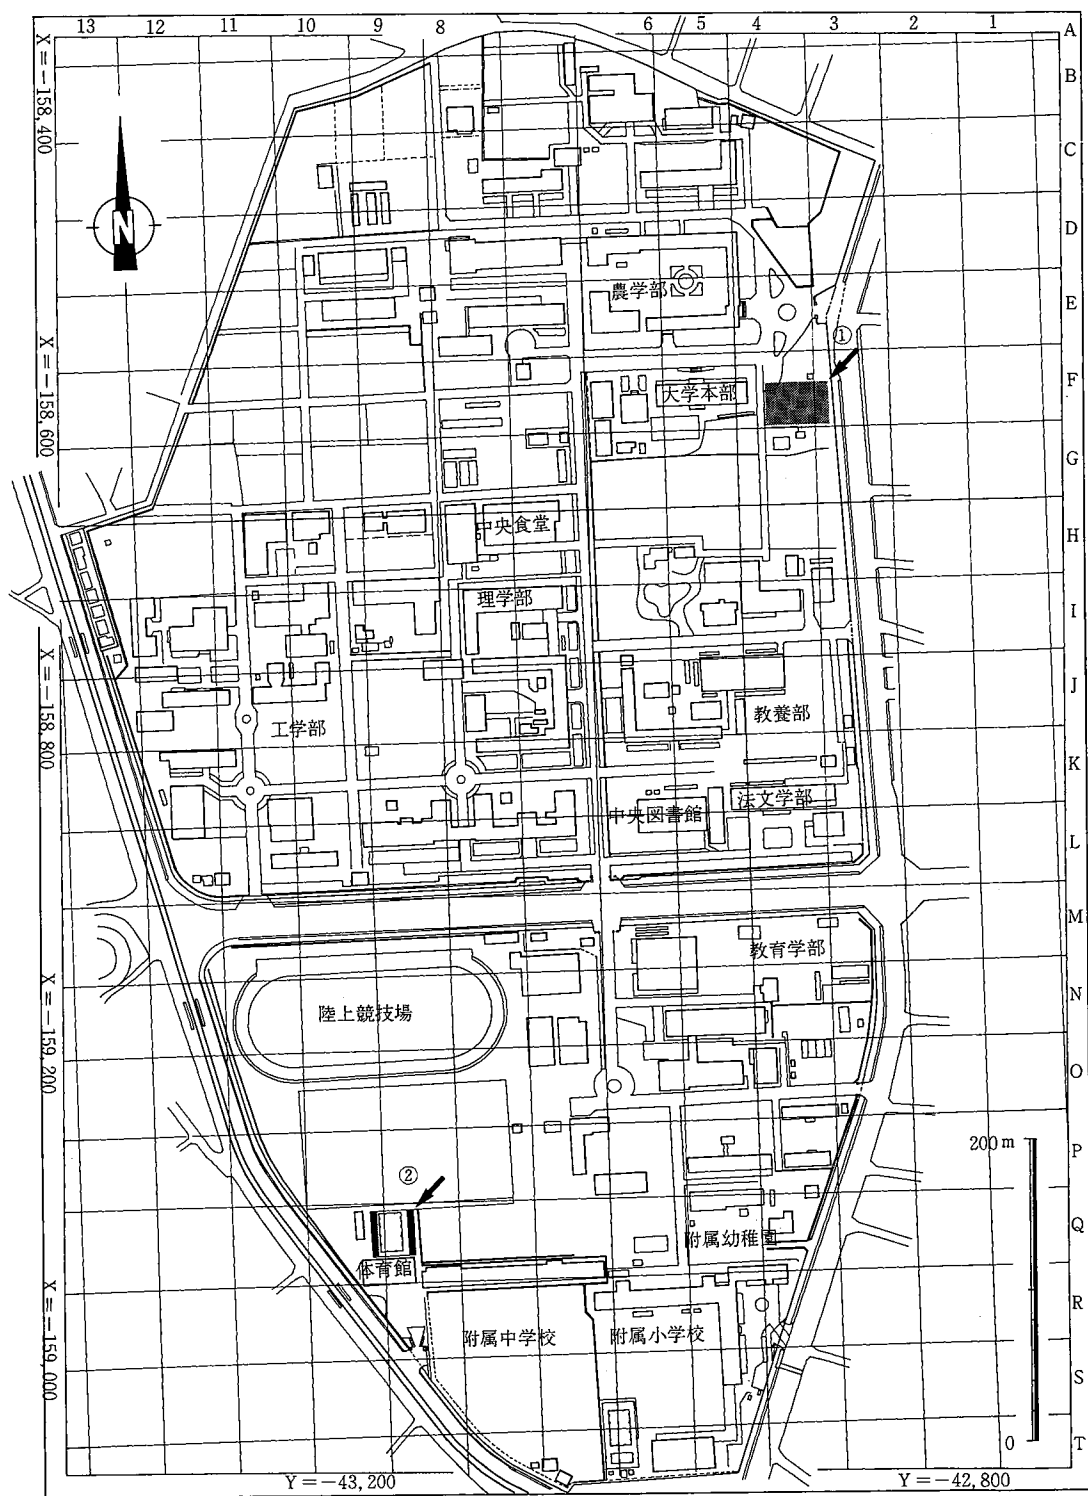 13 12 11 10 9 8 6 5 4 3 2 1
A
B
C
D
E
F
G
H
I
J
K
L
M
N
O
P
Q
R
S
T
X=-158,400
X=-158,600
X=-158,800
X=-159,200
X=-159,000
N
農学部
①
大学本部
中央食堂
理学部
工学部
教養部
法文学部
中央図書館
教育学部
陸上競技場
②
体育館
附属幼稚園
附属中学校
附属小学校
200m
0
Y=-43,200
Y=-42,800